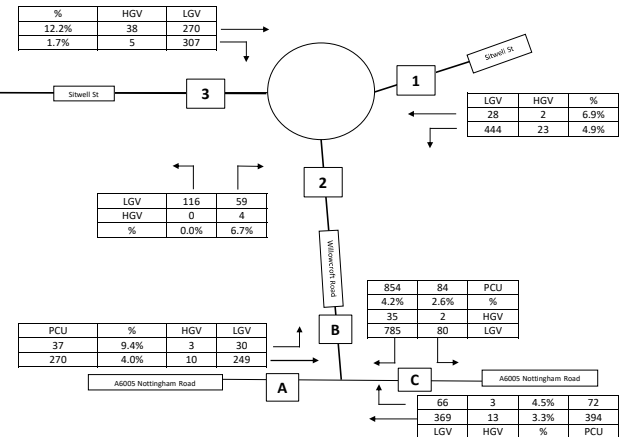 % HGV LGV
12.2% 38 270
1.7% 5 307
Sitwell St
1
Sitwell St
3
LGV HGV %
28 2 6.9%
444 23 4.9%
2
LGV 116 59
HGV 0 4
% 0.0% 6.7%
Willowcroft Road
854 84 PCU
4.2% 2.6% %
35 2 HGV
785 80 LGV
B
PCU % HGV LGV
37 9.4% 3 30
270 4.0% 10 249
A6005 Nottingham Road
A
C
A6005 Nottingham Road
66 3 4.5% 72
369 13 3.3% 394
LGV HGV % PCU